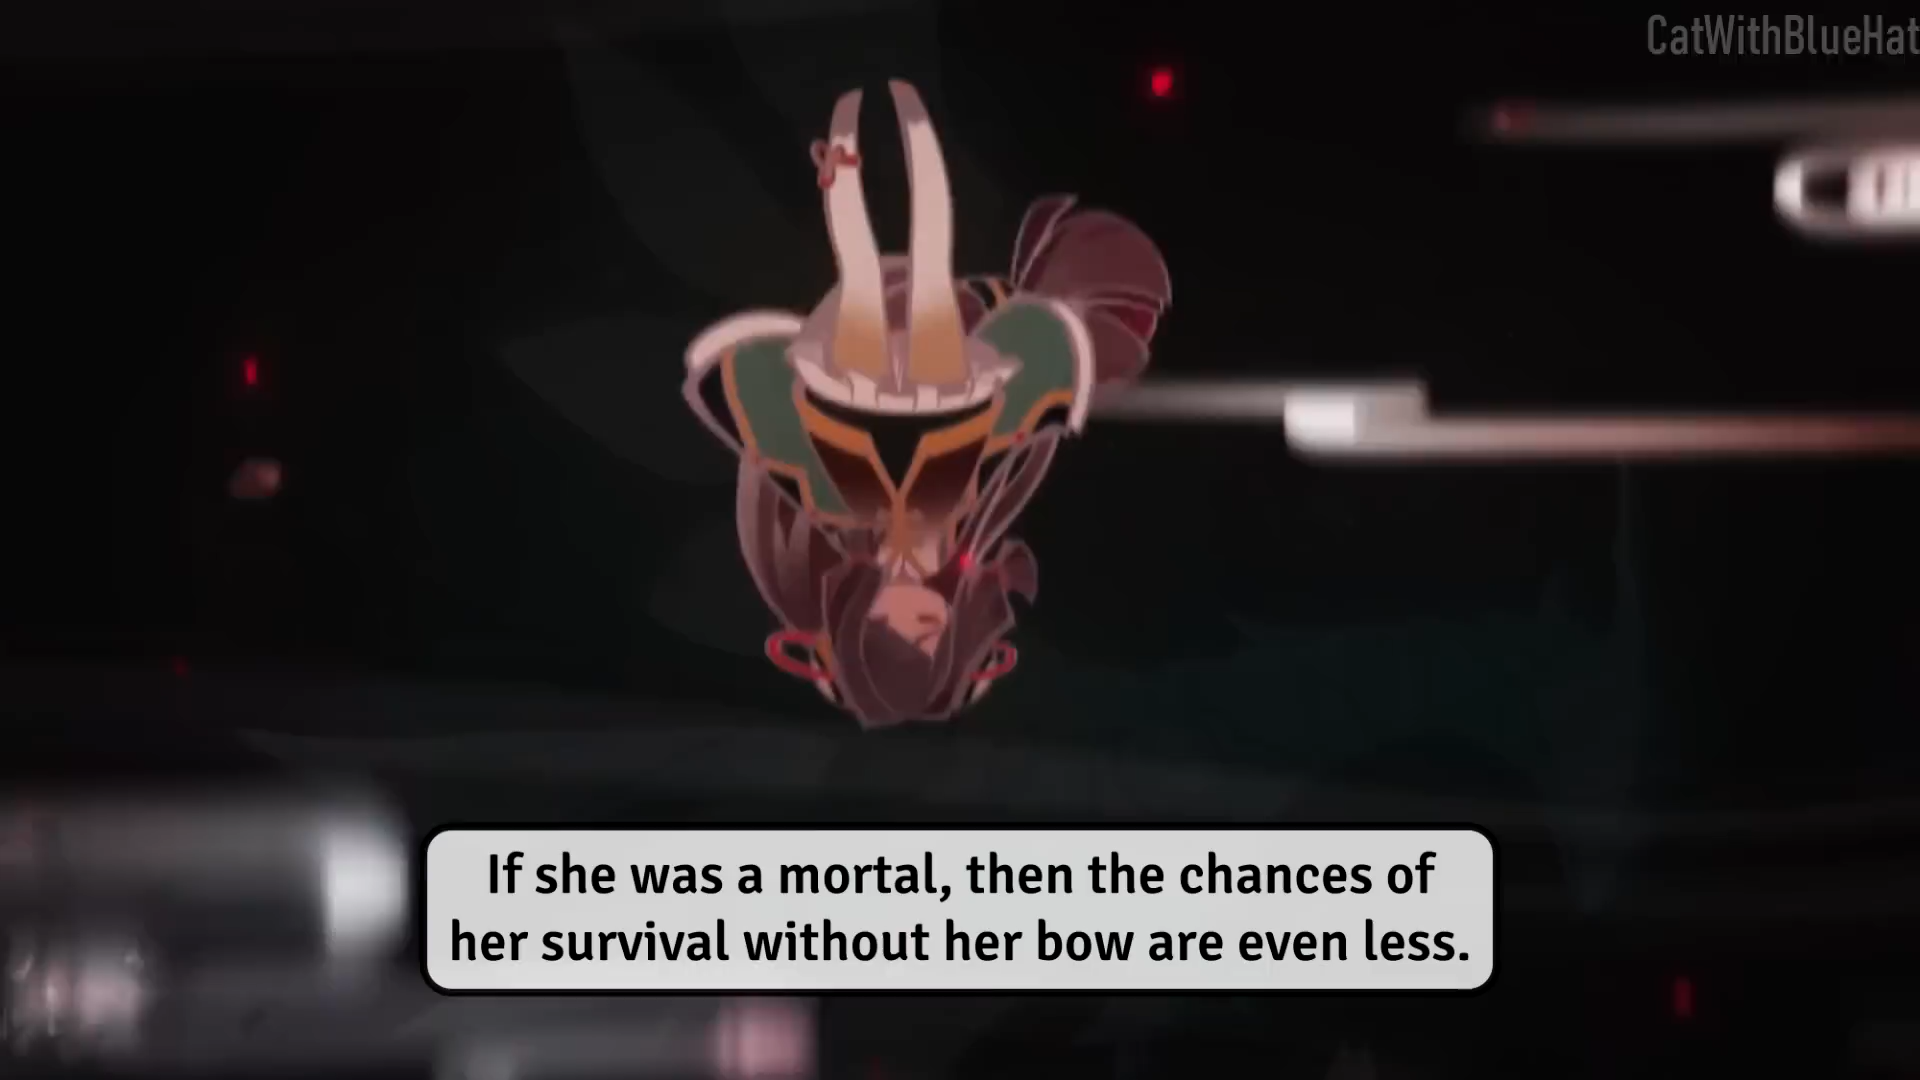 CatWithBlueHat
If she was a mortal, then the chances of
her survival without her bow are even less.